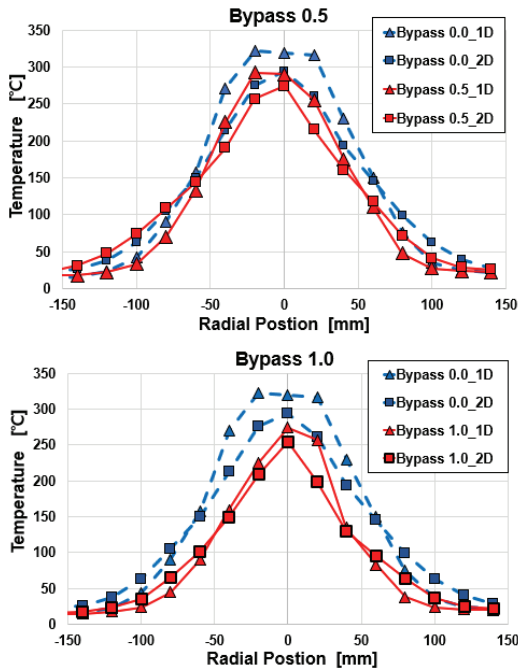 Bypass 0.5
Temperature [°C]
350
300
250
200
150
100
50
0
-150 -100 -50 0 50 100 150
Radial Postion [mm]
Bypass 0.0_1D
Bypass 0.0_2D
Bypass 0.5_1D
Bypass 0.5_2D
Bypass 1.0
Temperature [°C]
350
300
250
200
150
100
50
0
-150 -100 -50 0 50 100 150
Radial Postion [mm]
Bypass 0.0_1D
Bypass 0.0_2D
Bypass 1.0_1D
Bypass 1.0_2D